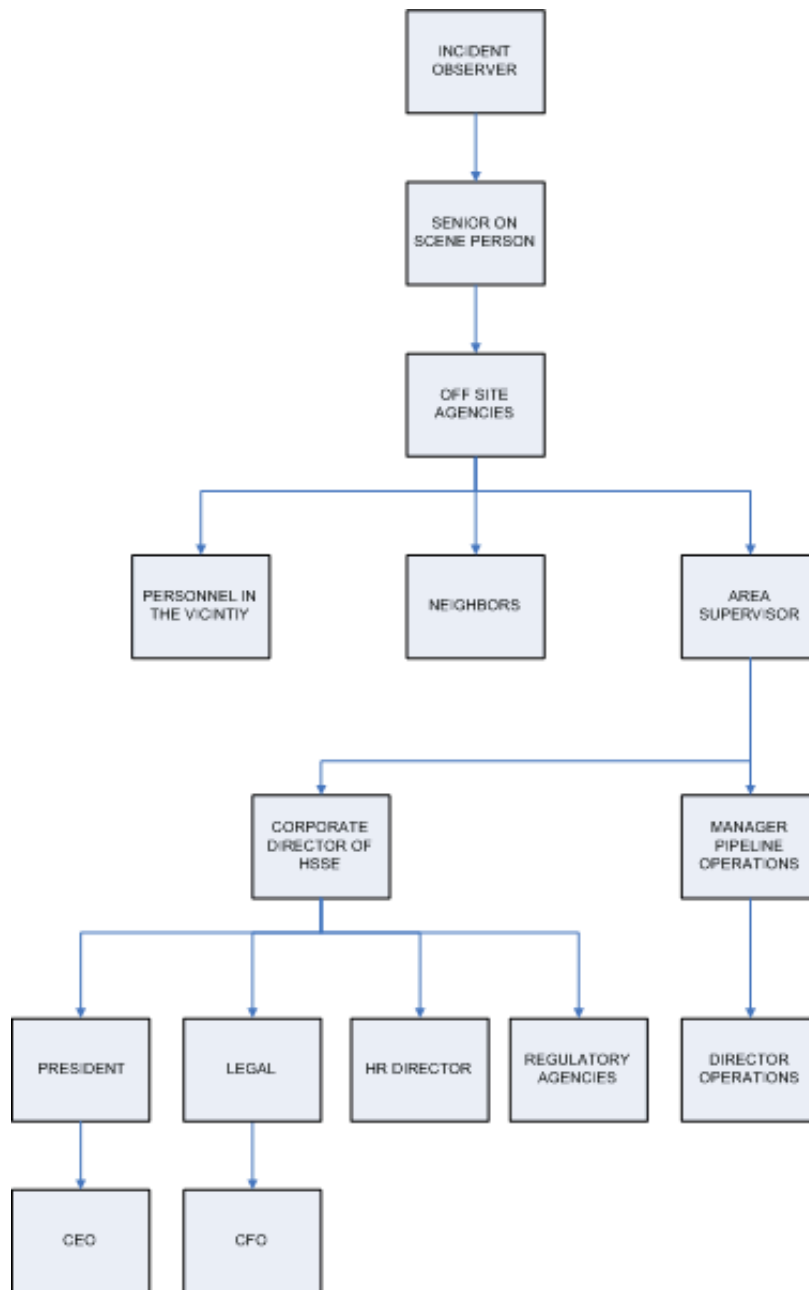 INCIDENT
OBSERVER
SENIOR ON
SCENE PERSON
OFF SITE
AGENCIES
PERSONNEL IN
THE VICINTIY
NEIGHBORS
AREA
SUPERVISOR
CORPORATE
DIRECTOR OF
HSSE
MANAGER
PIPELINE
OPERATIONS
PRESIDENT
LEGAL
HR DIRECTOR
REGULATORY
AGENCIES
DIRECTOR
OPERATIONS
CEO
CFO